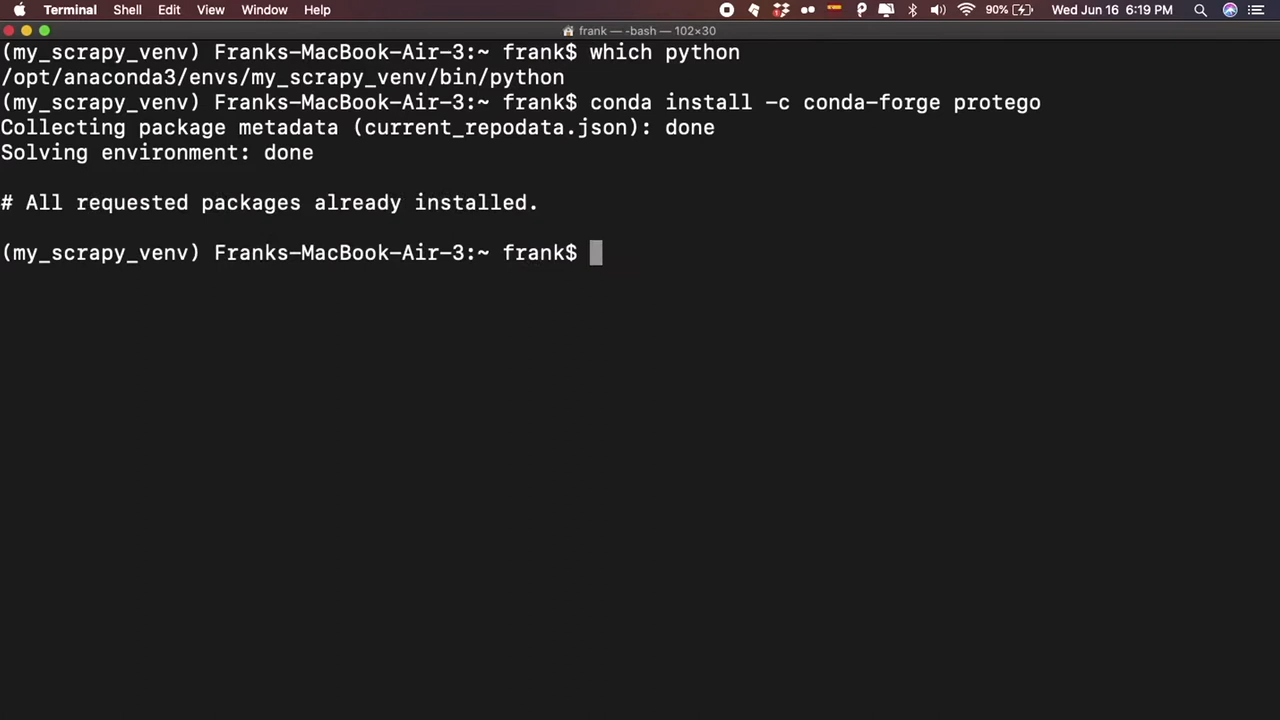 Terminal Shell Edit View Window Help 90% Wed Jun 16 6:19 PM
frank — -bash — 102×30
(my_scrapy_venv) Franks-MacBook-Air-3:~ frank$ which python
/opt/anaconda3/envs/my_scrapy_venv/bin/python
(my_scrapy_venv) Franks-MacBook-Air-3:~ frank$ conda install -c conda-forge protego
Collecting package metadata (current_repodata.json): done
Solving environment: done
# All requested packages already installed.
(my_scrapy_venv) Franks-MacBook-Air-3:~ frank$